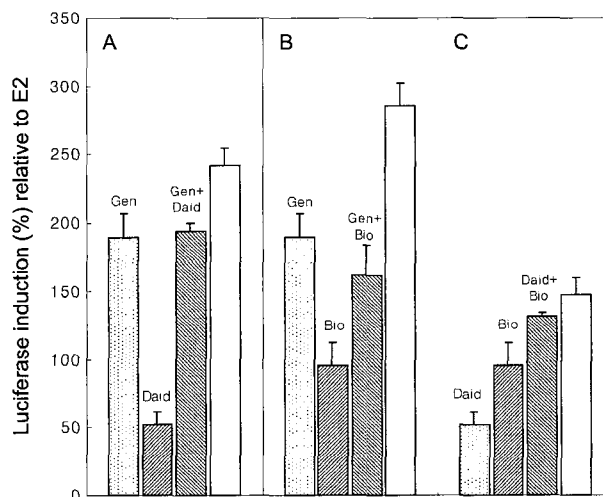 Luciferase induction (%) relative to E2
350
300
250
200
150
100
50
0
A
Gen
Daid
Gen+
Daid
B
Gen
Bio
Gen+
Bio
C
Daid
Bio
Daid+
Bio